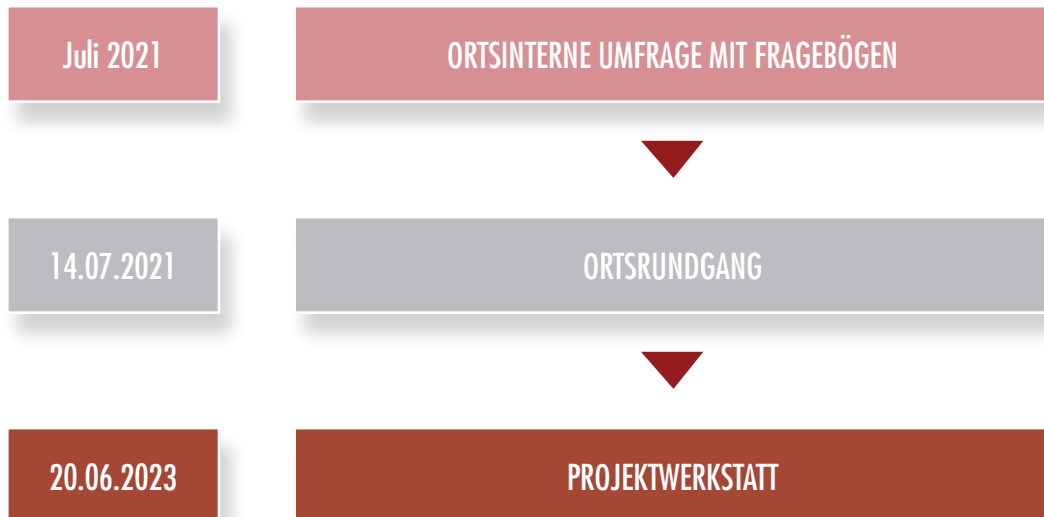 Juli 2021
ORTSINTERNE UMFRAGE MIT FRAGEBÖGEN
14.07.2021
ORTSRUNDGANG
20.06.2023
PROJEKTWERKSTATT